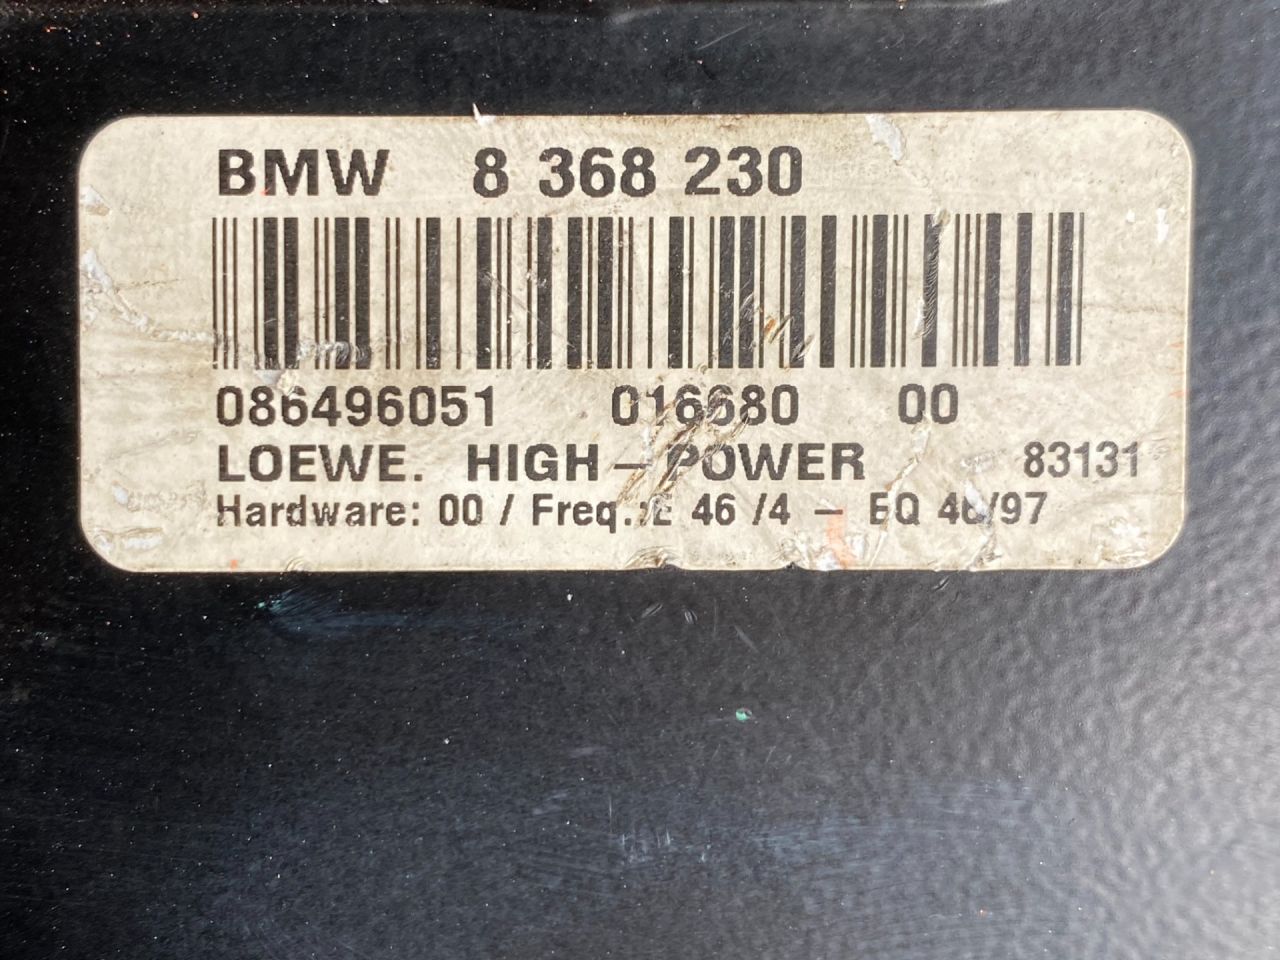 BMW 8 368 230
086496051 016680 00
LOEWE. HIGH – POWER 83131
Hardware: 00 / Freq.:E 46 /4 – EQ 46/97